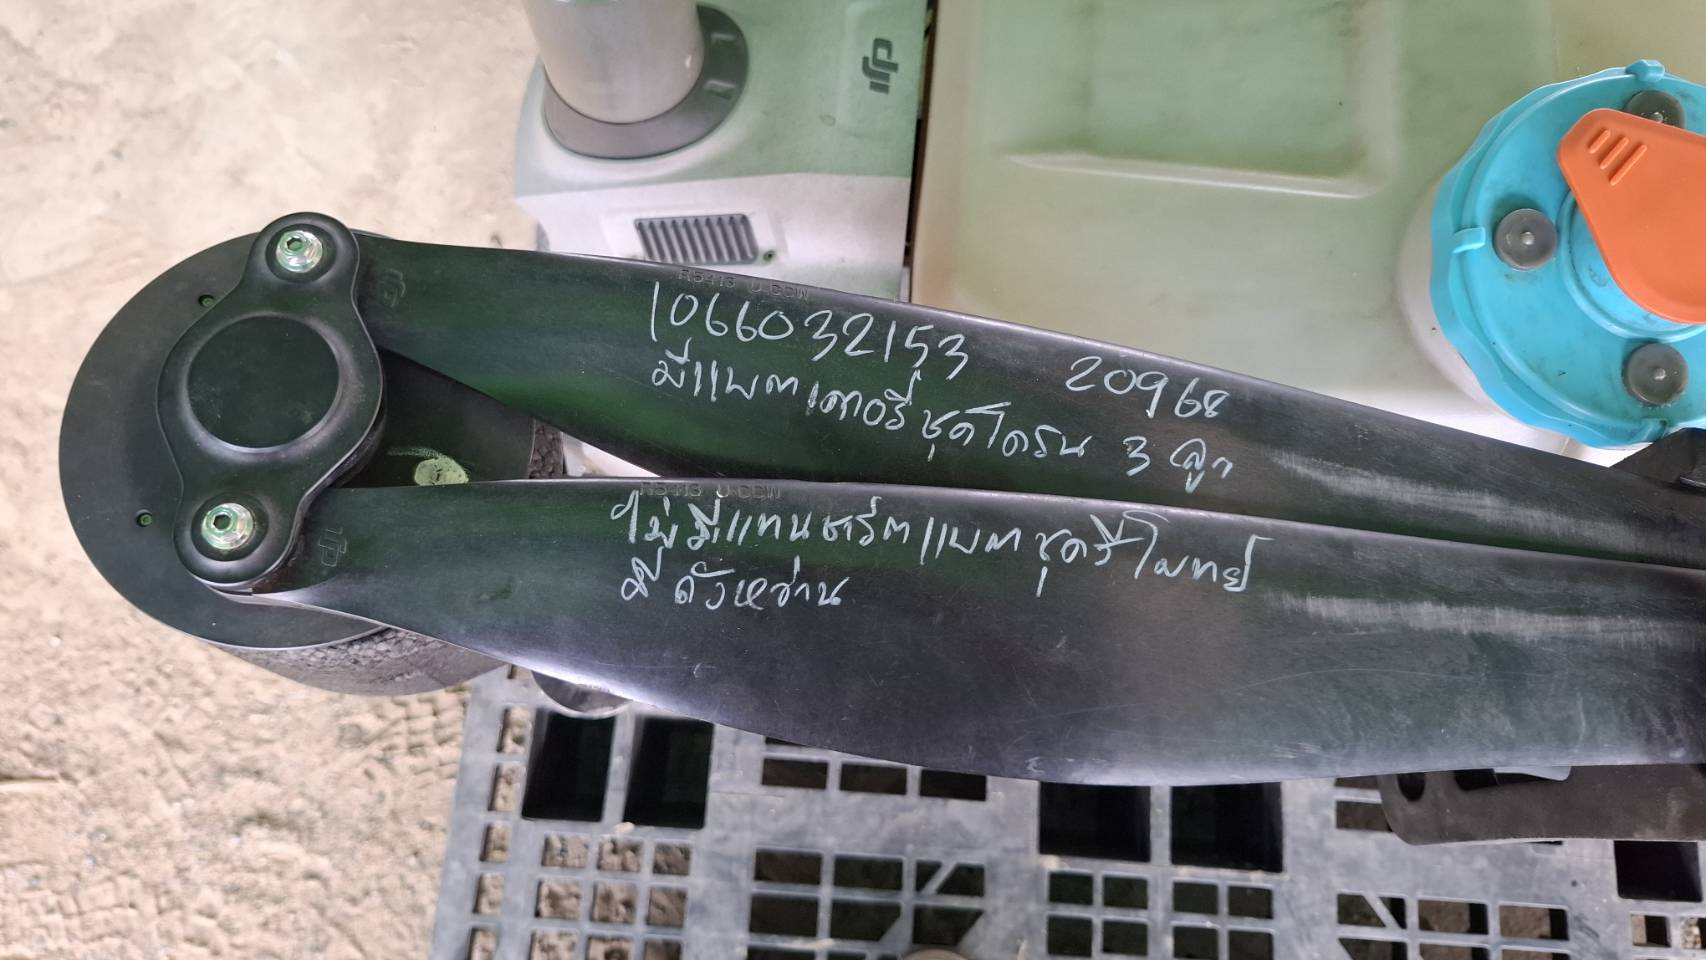 dji
R5413 U CCW
1066032153 20968
มีแบตเตอรี่ชุดโดรน 3 ลูก
dji
R5413 U CCW
ไม่มีแทนชาร์ตแบตชุดรีโมทย์
มีตัวหว่าน